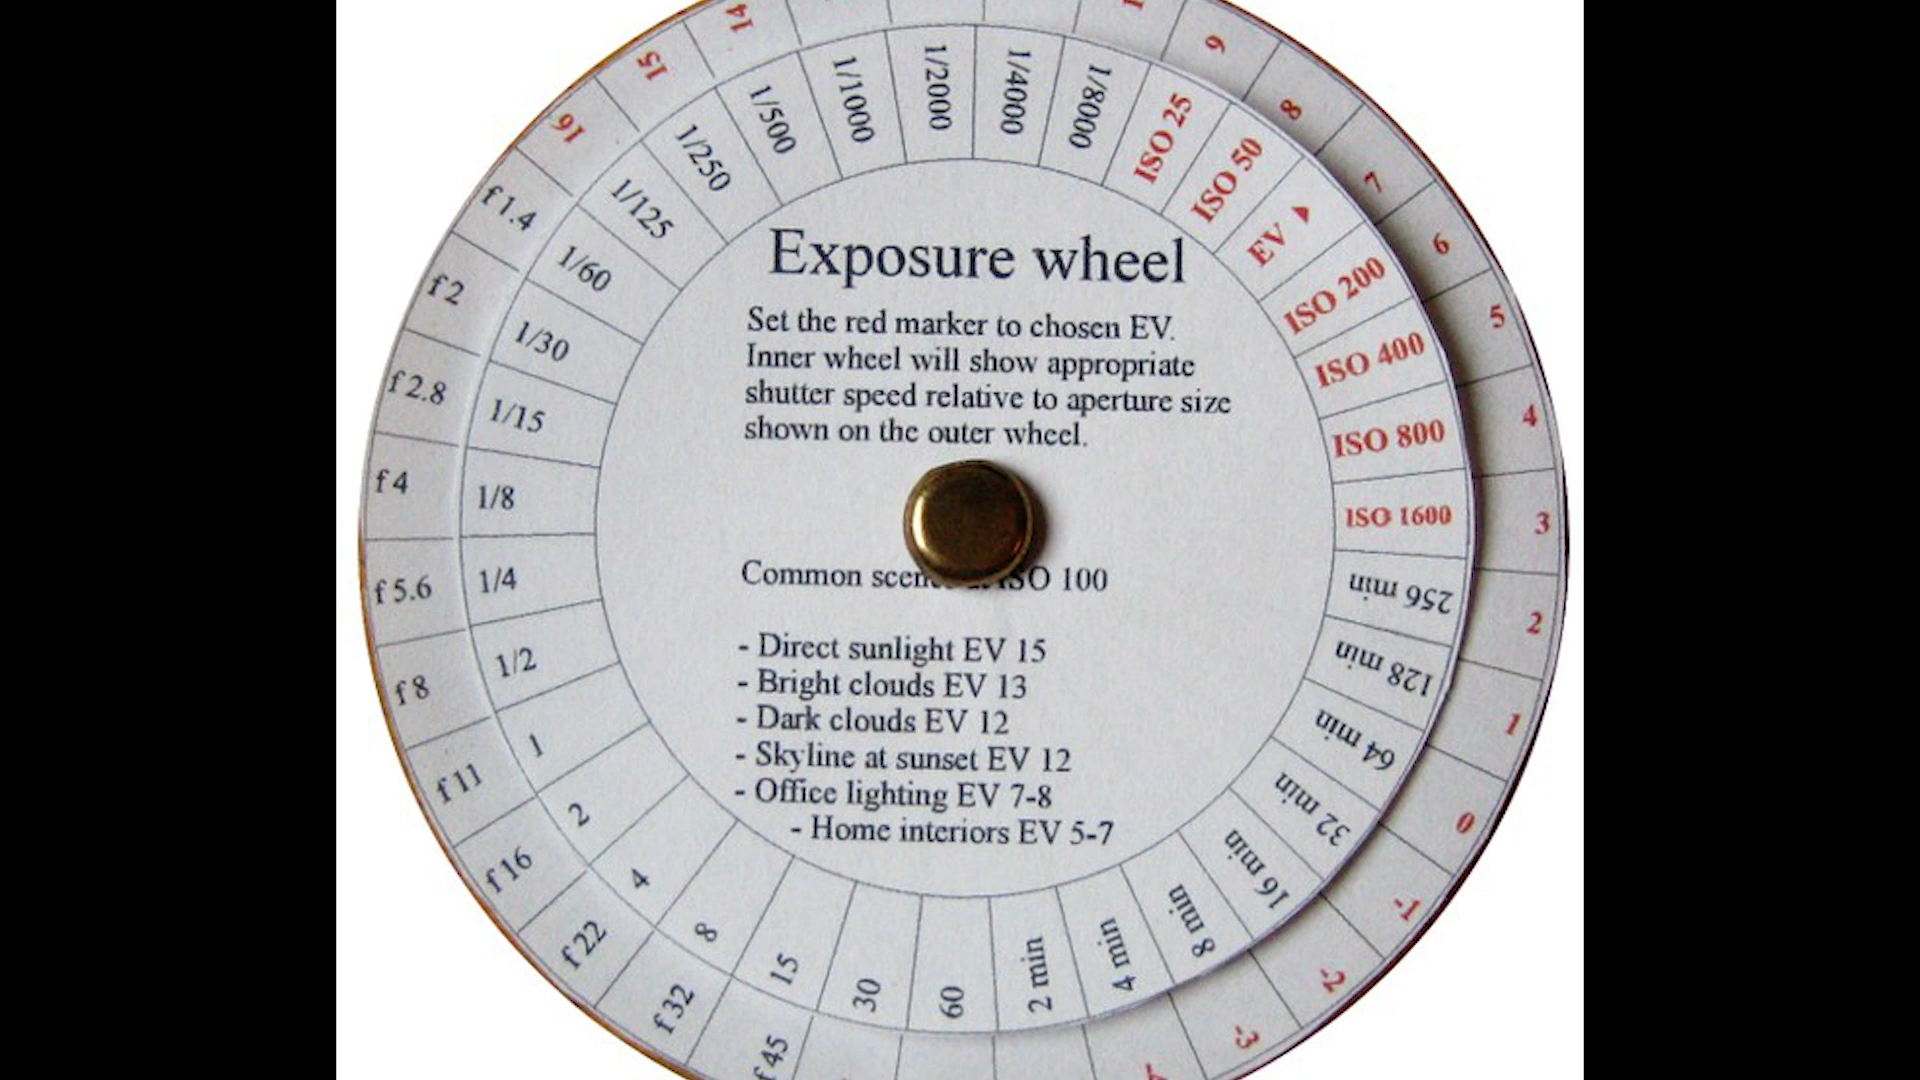 Exposure wheel
Set the red marker to chosen EV.
Inner wheel will show appropriate
shutter speed relative to aperture size
shown on the outer wheel.
Common ISO 100
- Direct sunlight EV 15
- Bright clouds EV 13
- Dark clouds EV 12
- Skyline at sunset EV 12
- Office lighting EV 7-8
- Home interiors EV 5-7
1/8
1/15
1/30
1/60
1/125
1/250
1/500
1/1000
1/2000
1/4000
1/8000
ISO 25
ISO 50
EV ▲
ISO 200
ISO 400
ISO 800
ISO 1600
256 min
128 min
64 min
32 min
16 min
8 min
4 min
2 min
60
30
15
8
4
2
1
1/2
1/4
f 4
f 2.8
f 2
f 1.4
16
15
14
9
8
7
6
5
4
3
2
1
0
-1
-2
-3
f 45
f 32
f 22
f 16
f 11
f 8
f 5.6